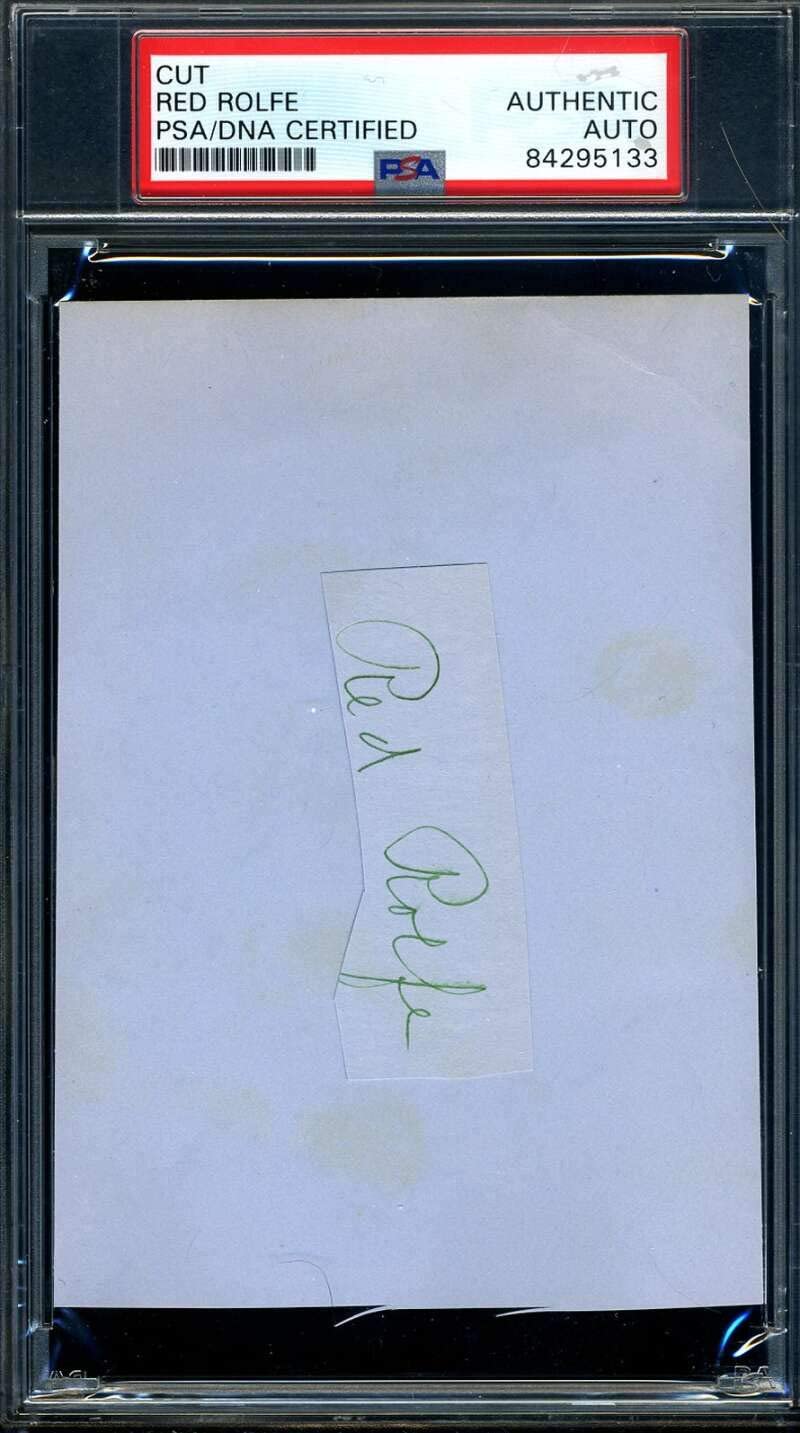 CUT
RED ROLFE
PSA/DNA CERTIFIED
AUTHENTIC
AUTO
84295133
PSA
Red Rolfe